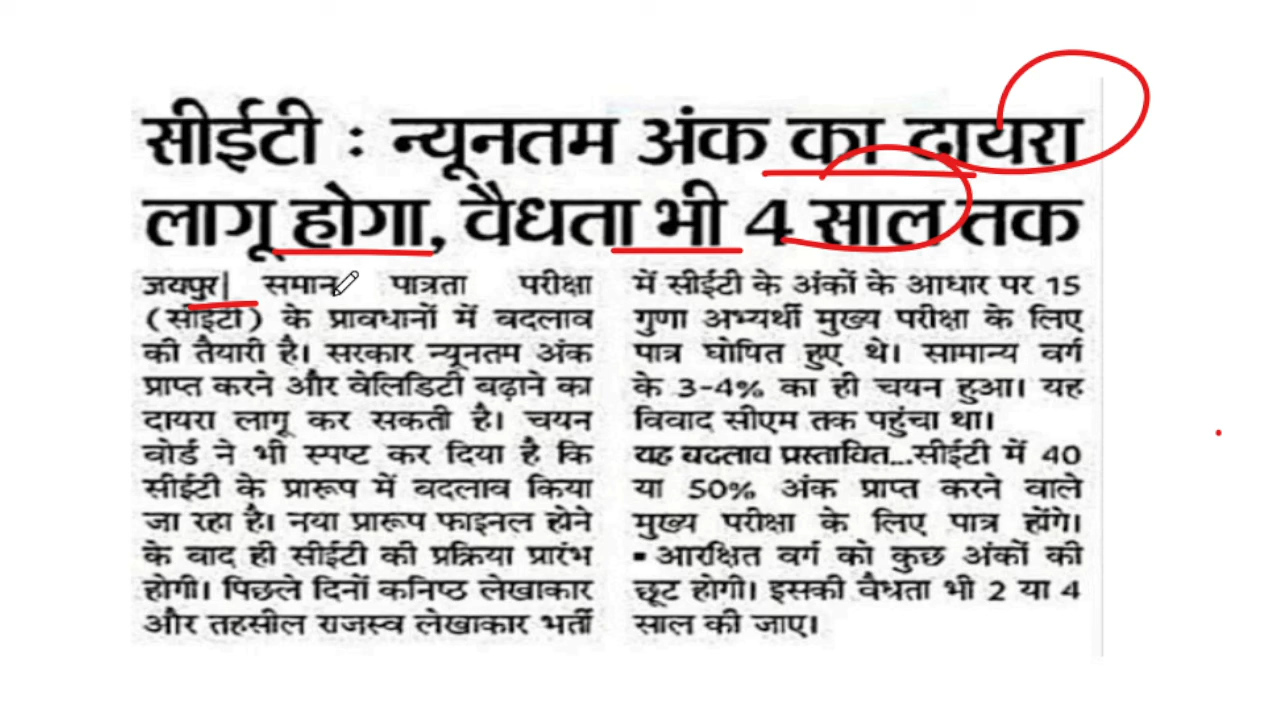 सीईटी : न्यूनतम अंक का दायरा
लागू होगा, वैधता भी 4 साल तक
जयपुर| समान पात्रता परीक्षा
(सीईटी) के प्रावधानों में बदलाव
की तैयारी है। सरकार न्यूनतम अंक
प्राप्त करने और वेलिडिटी बढ़ाने का
दायरा लागू कर सकती है। चयन
बोर्ड ने भी स्पष्ट कर दिया है कि
सीईटी के प्रारूप में बदलाव किया
जा रहा है। नया प्रारूप फाइनल होने
के बाद ही सीईटी की प्रक्रिया प्रारंभ
होगी। पिछले दिनों कनिष्ठ लेखाकार
और तहसील राजस्व लेखाकार भर्ती
में सीईटी के अंकों के आधार पर 15
गुणा अभ्यर्थी मुख्य परीक्षा के लिए
पात्र घोषित हुए थे। सामान्य वर्ग
के 3-4% का ही चयन हुआ। यह
विवाद सीएम तक पहुंचा था।
यह बदलाव प्रस्तावित...सीईटी में 40
या 50% अंक प्राप्त करने वाले
मुख्य परीक्षा के लिए पात्र होंगे।
▪ आरक्षित वर्ग को कुछ अंकों की
छूट होगी। इसकी वैधता भी 2 या 4
साल की जाए।